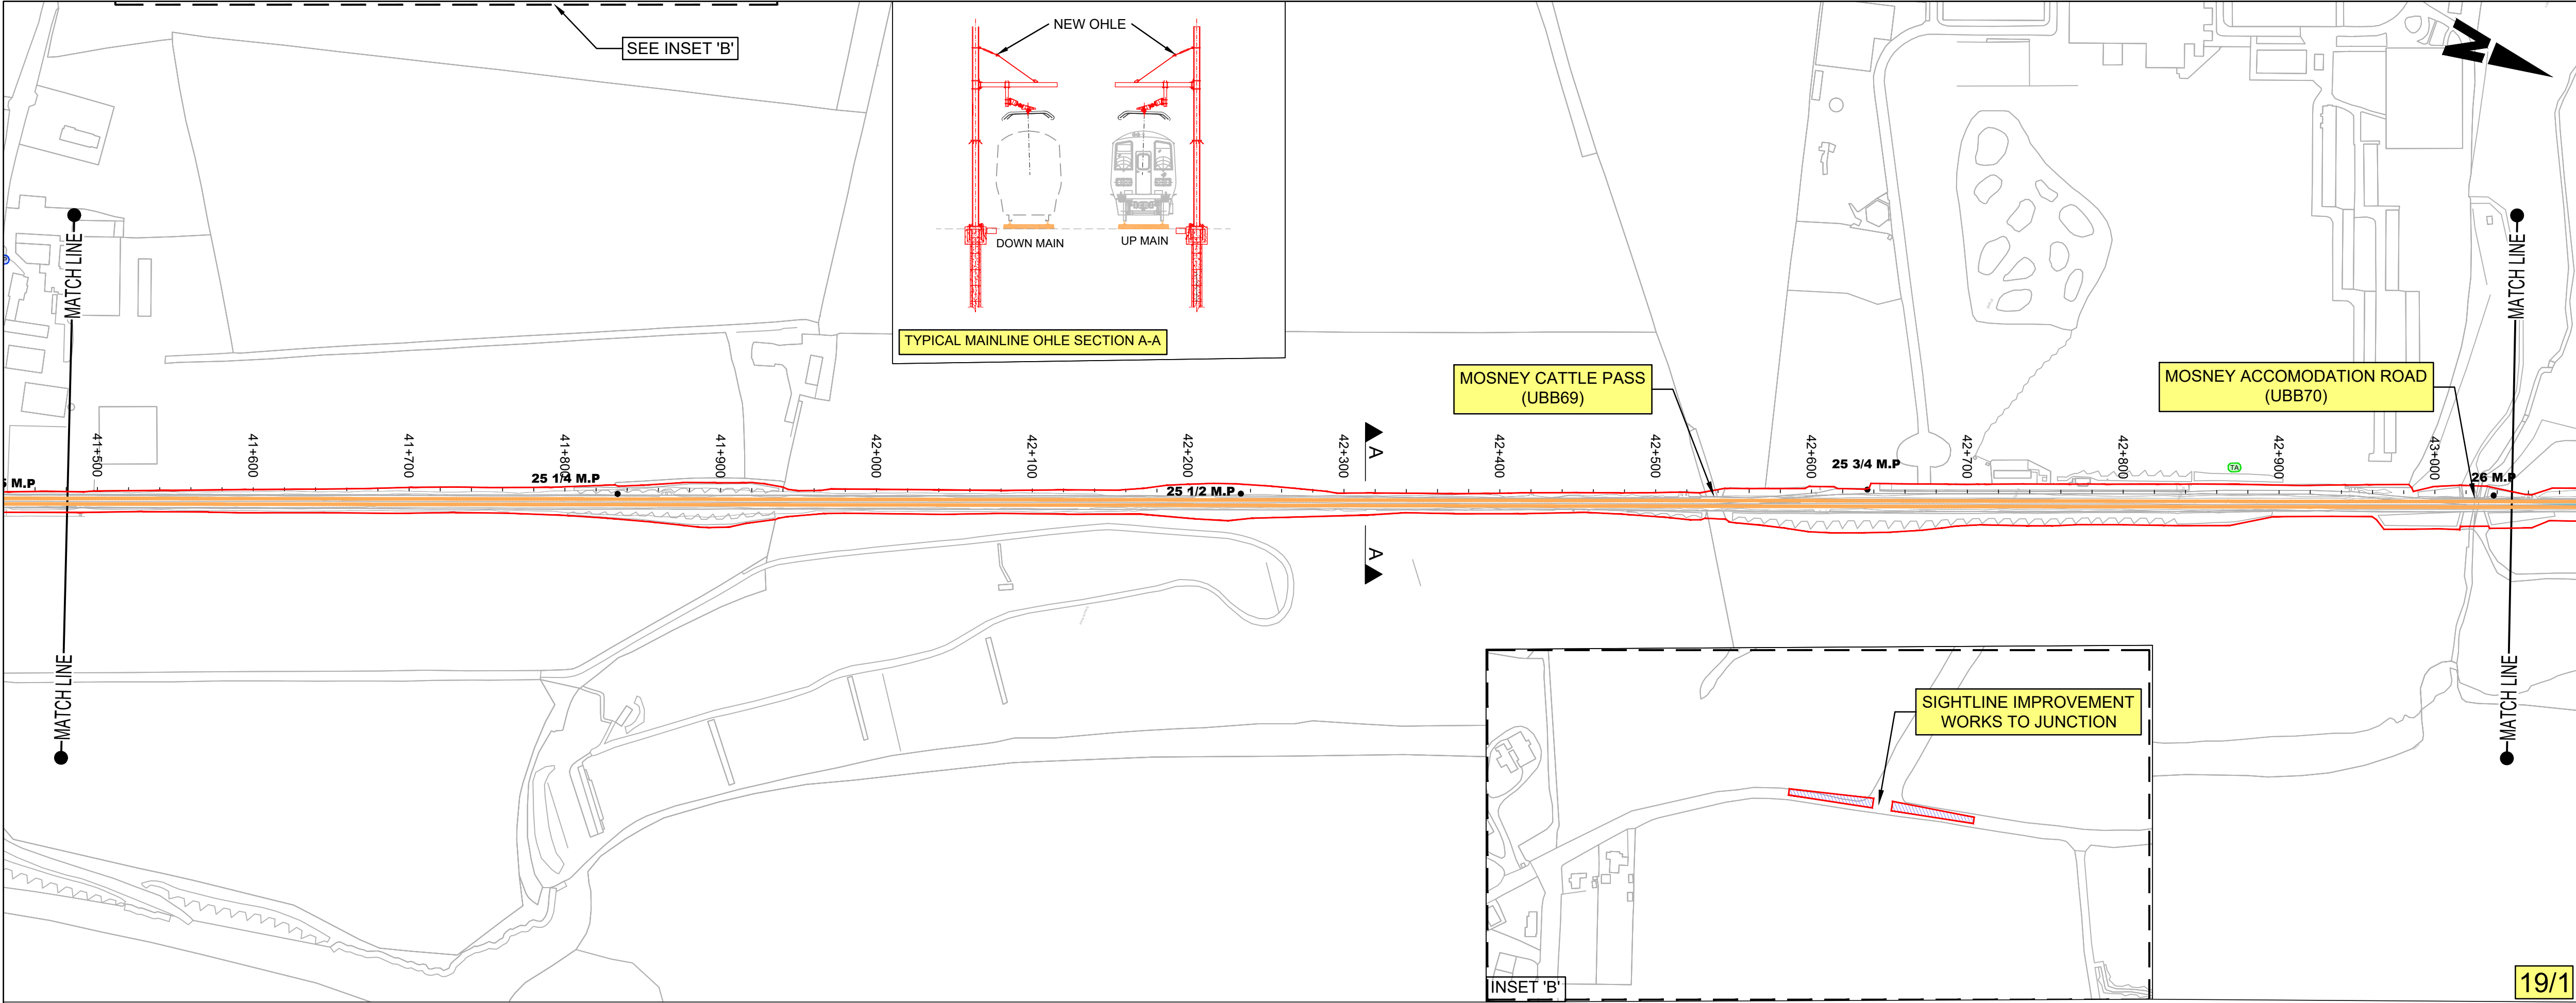 SEE INSET 'B'
NEW OHLE
DOWN MAIN
UP MAIN
TYPICAL MAINLINE OHLE SECTION A-A
N
MATCH LINE
MATCH LINE
MOSNEY CATTLE PASS
(UBB69)
MOSNEY ACCOMODATION ROAD
(UBB70)
41+500
41+600
41+700
41+800
41+900
42+000
42+100
42+200
42+300
A
42+400
42+500
42+600
42+700
42+800
42+900
43+000
TA
5 M.P
25 1/4 M.P
25 1/2 M.P
25 3/4 M.P
26 M.P
A
MATCH LINE
MATCH LINE
SIGHTLINE IMPROVEMENT
WORKS TO JUNCTION
INSET 'B'
19/1